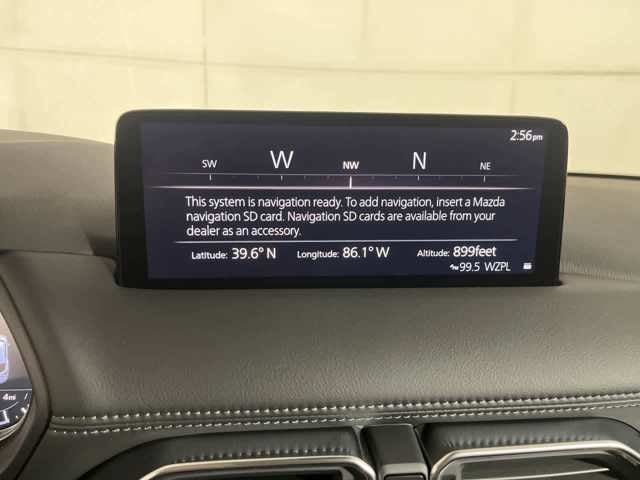 2:56pm
SW W NW N NE
This system is navigation ready. To add navigation, insert a Mazda
navigation SD card. Navigation SD cards are available from your
dealer as an accessory.
Latitude: 39.6° N Longitude: 86.1° W Altitude: 899feet
99.5 WZPL
4mi